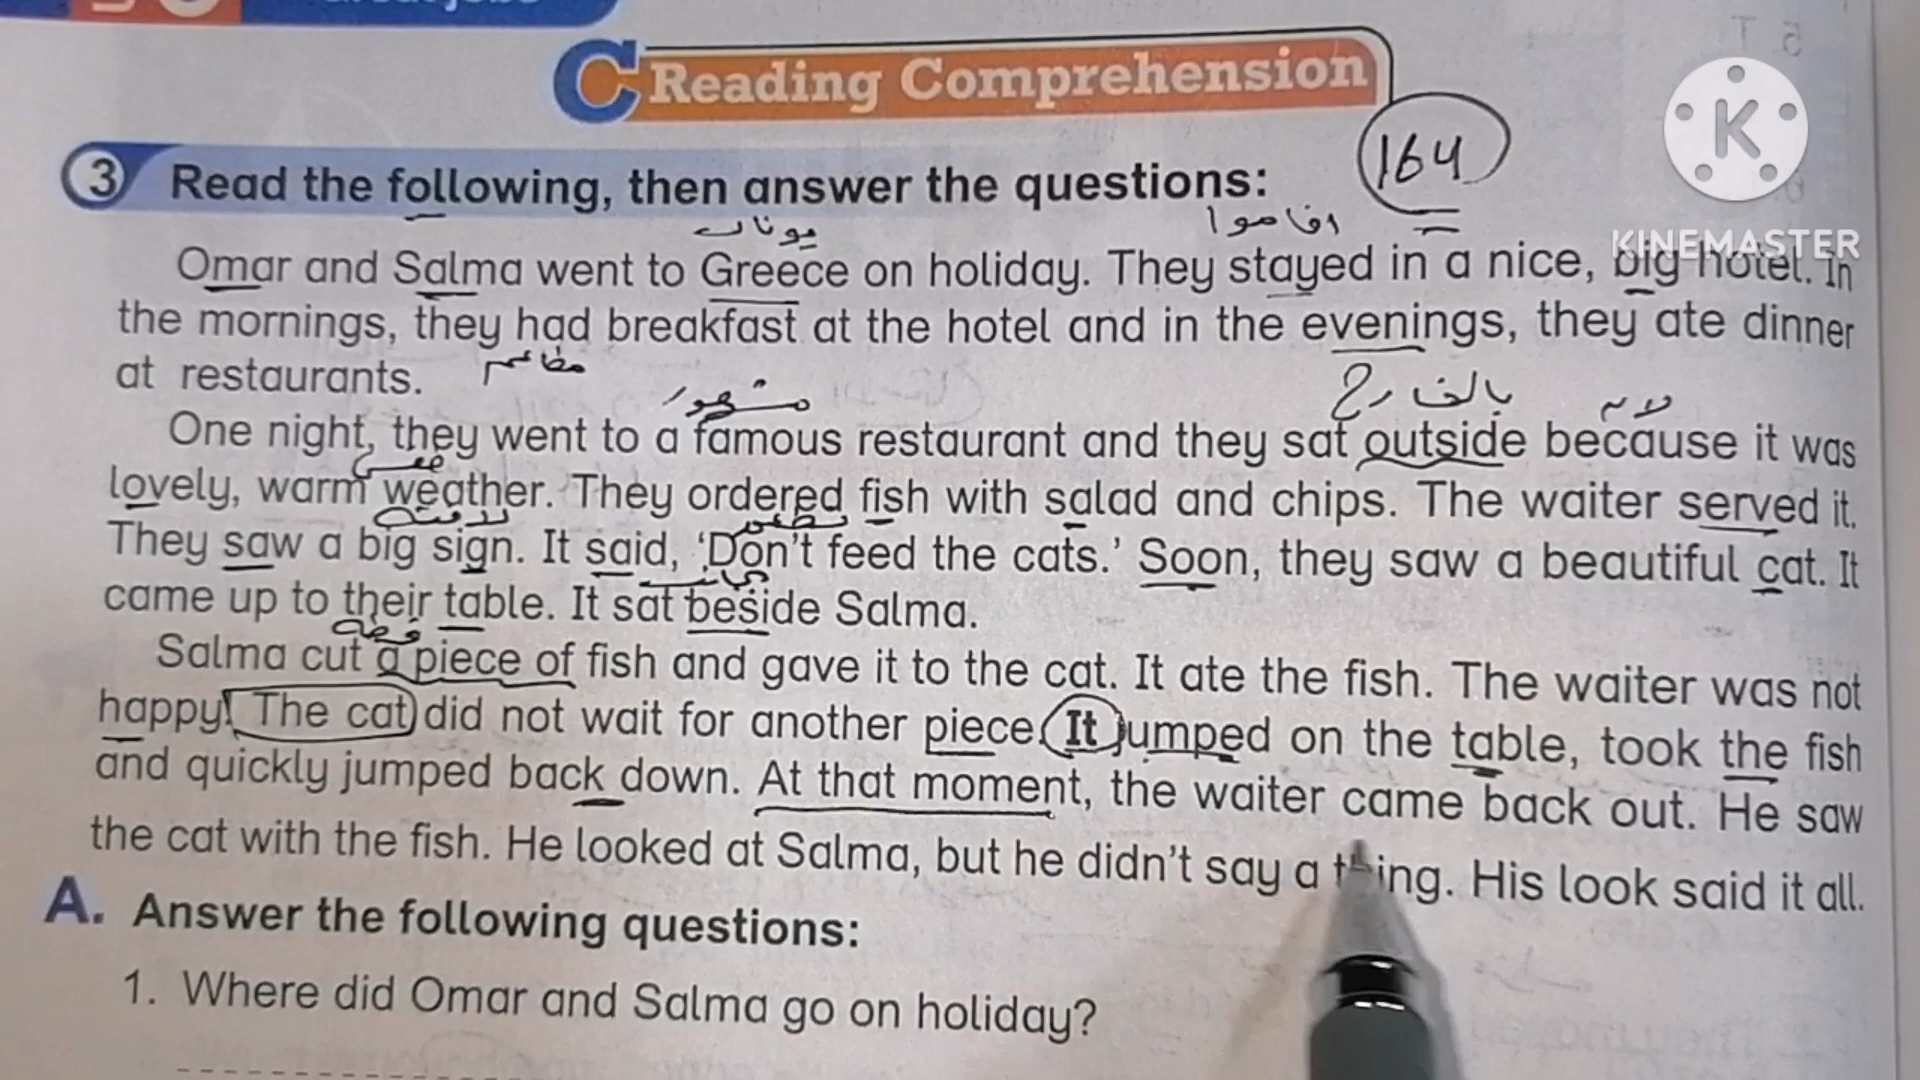 C Reading Comprehension
164
K
KINEMASTER
3 Read the following, then answer the questions:
يونان اقاموا
Omar and Salma went to Greece on holiday. They stayed in a nice, big hotel. In
the mornings, they had breakfast at the hotel and in the evenings, they ate dinner
at restaurants. مطاعم
مشهور بالخارج
One night, they went to a famous restaurant and they sat outside because it was
lovely, warm weather. They ordered fish with salad and chips. The waiter served it.
They saw a big sign. It said, ‘Don’t feed the cats.’ Soon, they saw a beautiful cat. It
came up to their table. It sat beside Salma.
Salma cut a piece of fish and gave it to the cat. It ate the fish. The waiter was not
happy. The cat did not wait for another piece. It jumped on the table, took the fish
and quickly jumped back down. At that moment, the waiter came back out. He saw
the cat with the fish. He looked at Salma, but he didn’t say a thing. His look said it all.
A. Answer the following questions:
1. Where did Omar and Salma go on holiday?